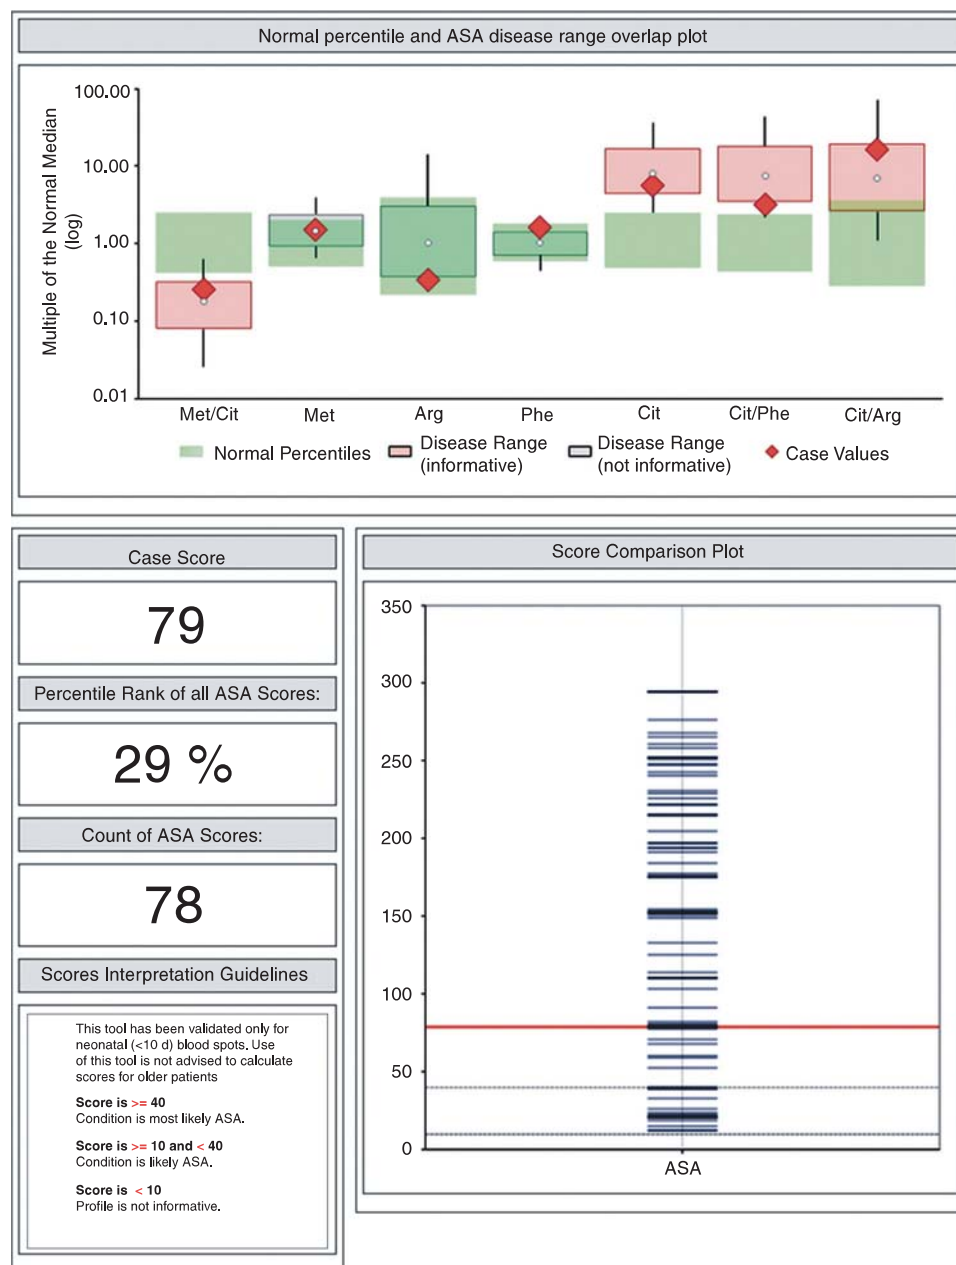 Normal percentile and ASA disease range overlap plot
Multiple of the Normal Median
(log)
100.00
10.00
1.00
0.10
0.01
Met/Cit Met Arg Phe Cit Cit/Phe Cit/Arg
Normal Percentiles
Disease Range
(informative)
Disease Range
(not informative)
Case Values
Case Score
79
Percentile Rank of all ASA Scores:
29 %
Count of ASA Scores:
78
Scores Interpretation Guidelines
This tool has been validated only for
neonatal (<10 d) blood spots. Use
of this tool is not advised to calculate
scores for older patients
Score is >= 40
Condition is most likely ASA.
Score is >= 10 and < 40
Condition is likely ASA.
Score is < 10
Profile is not informative.
Score Comparison Plot
350
300
250
200
150
100
50
0
ASA